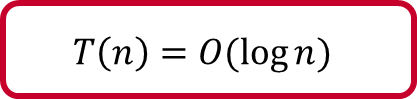 T(n) = O(log n)